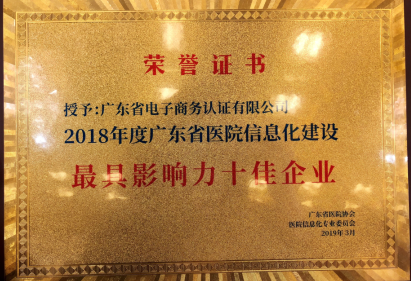 荣誉证书
授予:广东省电子商务认证有限公司
2018年度广东省医院信息化建设
最具影响力十佳企业
广东省医院协会
医院信息化专业委员会
2019年3月